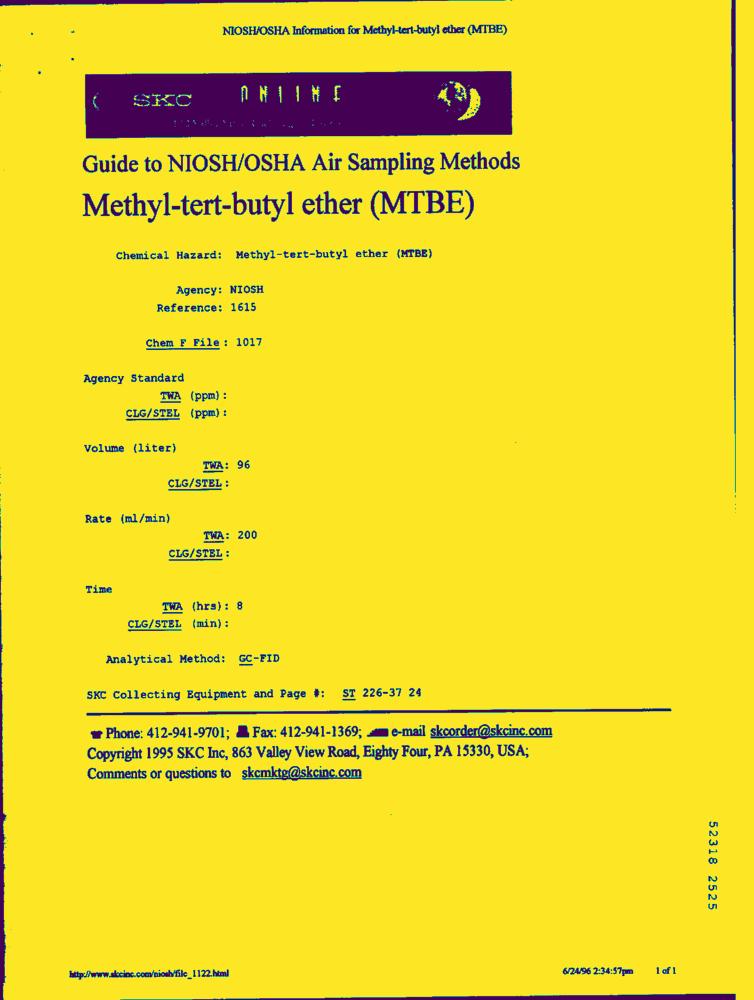 NIOSH/OSHA Information for Methyl-tert-butyl ether (MTBE)
SKC ONLINE
Guide to NIOSH/OSHA Air Sampling Methods
Methyl-tert-butyl ether (MTBE)
Chemical Hazard: Methyl-tert-butyl ether (MTBE)
Agency: NIOSH
Reference: 1615
Chem F File : 1017
Agency Standard
TWA (ppm) :
CLG/STEL (ppm) :
Volume (liter)
TWA: 96
CLG/STEL :
Rate (ml/min)
TWA: 200
CLG/STEL :
Time
TWA (hrs) : 8
CLG/STEL (min) :
Analytical Method: GC-FID
SKC Collecting Equipment and Page #: ST 226-37 24
Phone: 412-941-9701; Fax: 412-941-1369; e-mail skcorder@skcinc.com
Copyright 1995 SKC Inc, 863 Valley View Road, Eighty Four, PA 15330, USA;
Comments or questions to skcmktg@skcinc.com
52318 2525
http://www.skcinc.com/niosh/file_1122.html 6/24/96 2:34:57pm 1 of 1